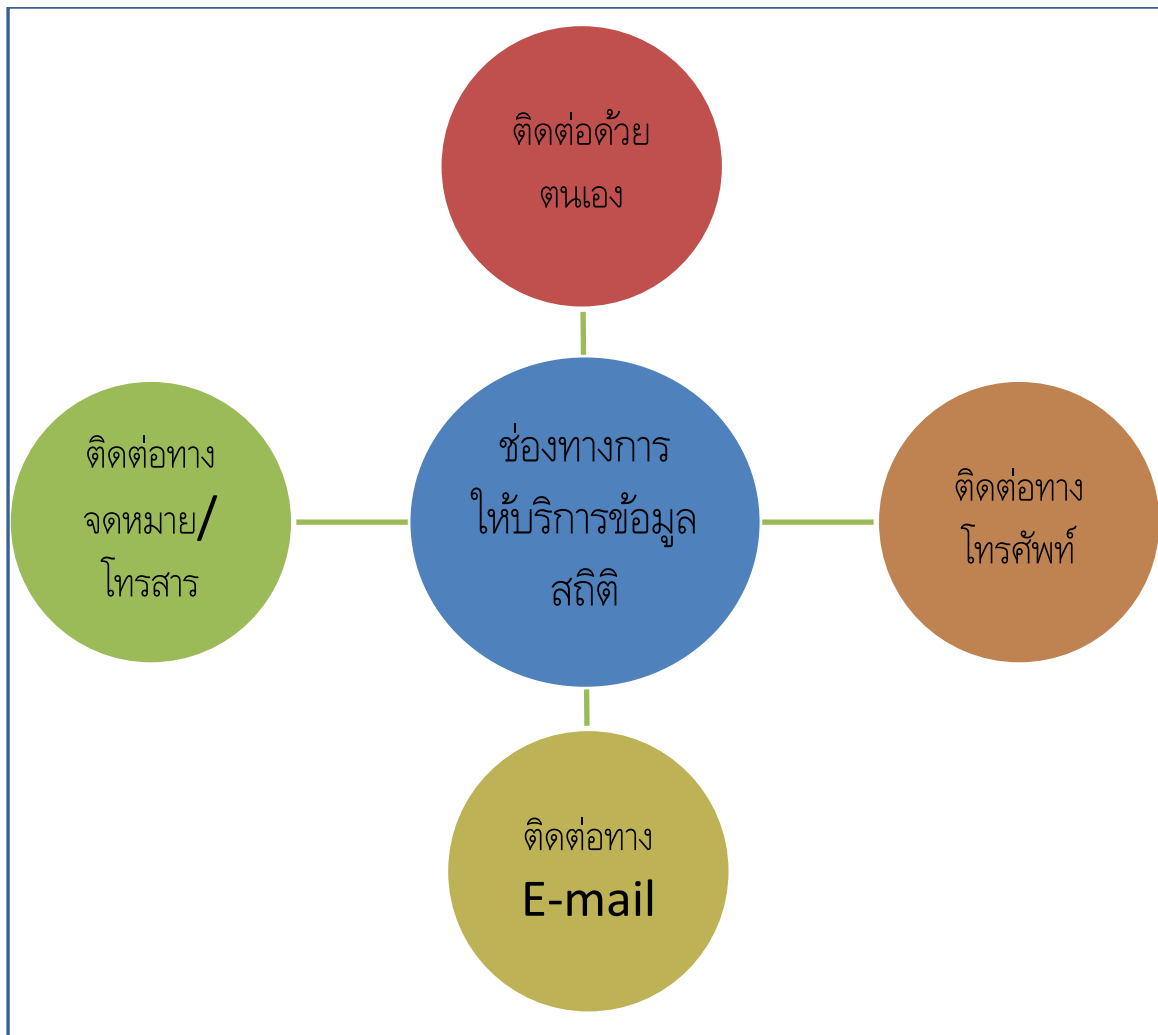 ติดต่อด้วย
ตนเอง
ช่องทางการ
ให้บริการข้อมูล
สถิติ
ติดต่อทาง
จดหมาย/
โทรสาร
ติดต่อทาง
โทรศัพท์
ติดต่อทาง
E-mail